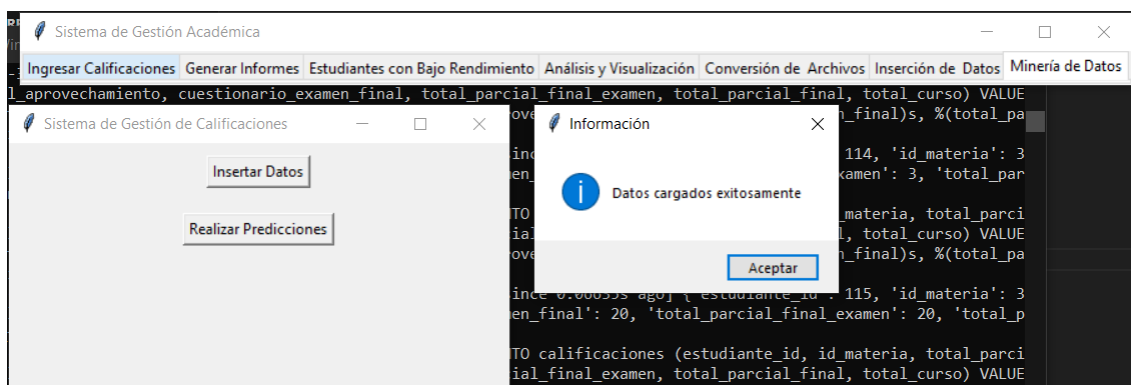 Sistema de Gestión Académica
Ingresar Calificaciones Generar Informes Estudiantes con Bajo Rendimiento Análisis y Visualización Conversión de Archivos Inserción de Datos Minería de Datos
l_aprovechamiento, cuestionario_examen_final, total_parcial_final_examen, total_parcial_final, total_curso) VALUE
Sistema de Gestión de Calificaciones
Información
n_final)s, %(total_pa
Insertar Datos
114, 'id_materia': 3
xamen': 3, 'total_par
Datos cargados exitosamente
Realizar Predicciones
_materia, total_parci
l, total_curso) VALUE
n_final)s, %(total_pa
Aceptar
115, 'id_materia': 3
en_final': 20, 'total_parcial_final_examen': 20, 'total_p
TO calificaciones (estudiante_id, id_materia, total_parci
ial_final_examen, total_parcial_final, total_curso) VALUE